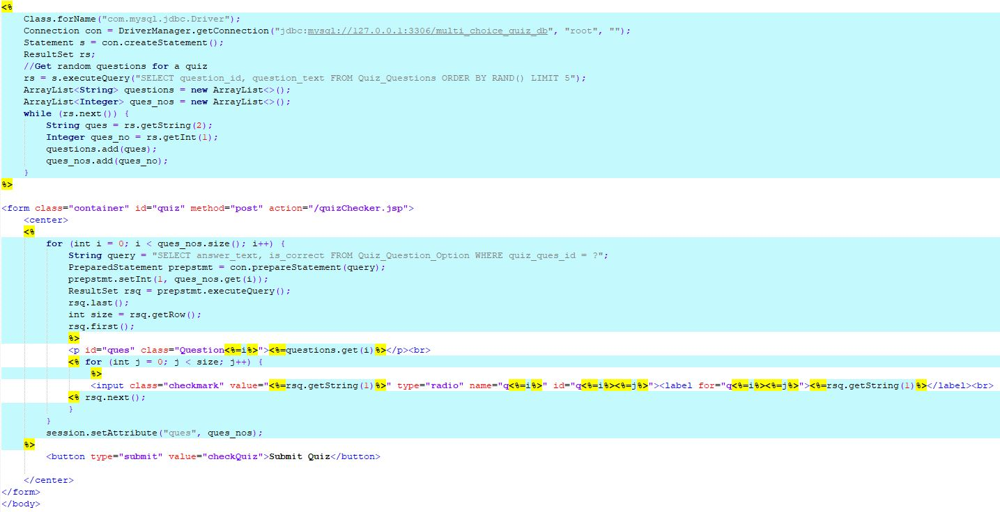 <%
    Class.forName("com.mysql.jdbc.Driver");
    Connection con = DriverManager.getConnection("jdbc:mysql://127.0.0.1:3306/multi_choice_quiz_db", "root", "");
    Statement s = con.createStatement();
    ResultSet rs;
    //Get random questions for a quiz
    rs = s.executeQuery("SELECT question_id, question_text FROM Quiz_Questions ORDER BY RAND() LIMIT 5");
    ArrayList<String> questions = new ArrayList<>();
    ArrayList<Integer> ques_nos = new ArrayList<>();
    while (rs.next()) {
        String ques = rs.getString(2);
        Integer ques_no = rs.getInt(1);
        questions.add(ques);
        ques_nos.add(ques_no);
    }
%>
<form class="container" id="quiz" method="post" action="/quizChecker.jsp">
    <center>
    <%
        for (int i = 0; i < ques_nos.size(); i++) {
            String query = "SELECT answer_text, is_correct FROM Quiz_Question_Option WHERE quiz_ques_id = ?";
            PreparedStatement prepstmt = con.prepareStatement(query);
            prepstmt.setInt(1, ques_nos.get(i));
            ResultSet rsq = prepstmt.executeQuery();
            rsq.last();
            int size = rsq.getRow();
            rsq.first();
            %>
            <p id="ques" class="Question<%=i%>"><%=questions.get(i)%></p><br>
            <% for (int j = 0; j < size; j++) {
                %>
                <input class="checkmark" value="<%=rsq.getString(1)%>" type="radio" name="q<%=i%>" id="q<%=i%><%=j%>"><label for="q<%=i%><%=j%>"><%=rsq.getString(1)%></label><br>
            <% rsq.next();
            }
        }
        session.setAttribute("ques", ques_nos);
    %>
        <button type="submit" value="checkQuiz">Submit Quiz</button>
    </center>
</form>
</body>